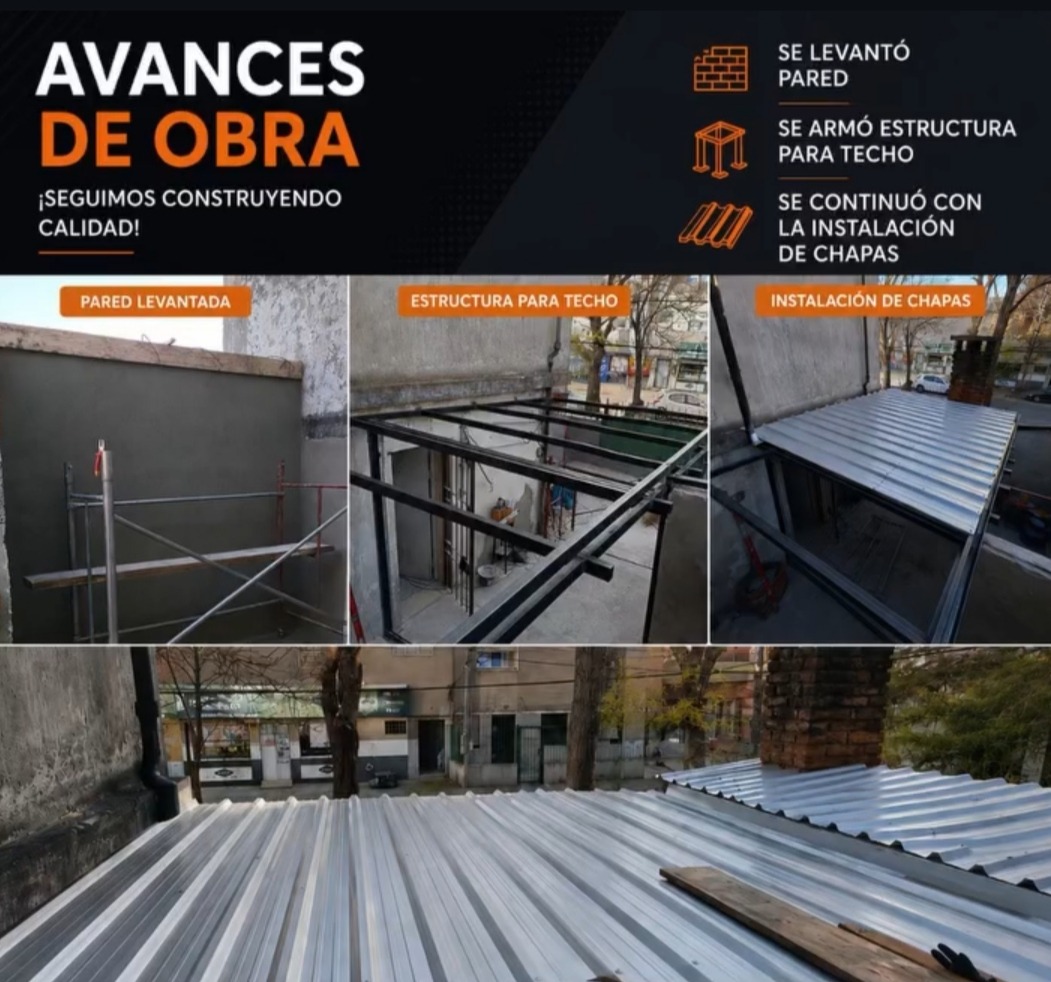 AVANCES
DE OBRA
¡SEGUIMOS CONSTRUYENDO
CALIDAD!
SE LEVANTÓ
PARED
SE ARMÓ ESTRUCTURA
PARA TECHO
SE CONTINUÓ CON
LA INSTALACIÓN
DE CHAPAS
PARED LEVANTADA
ESTRUCTURA PARA TECHO
INSTALACIÓN DE CHAPAS